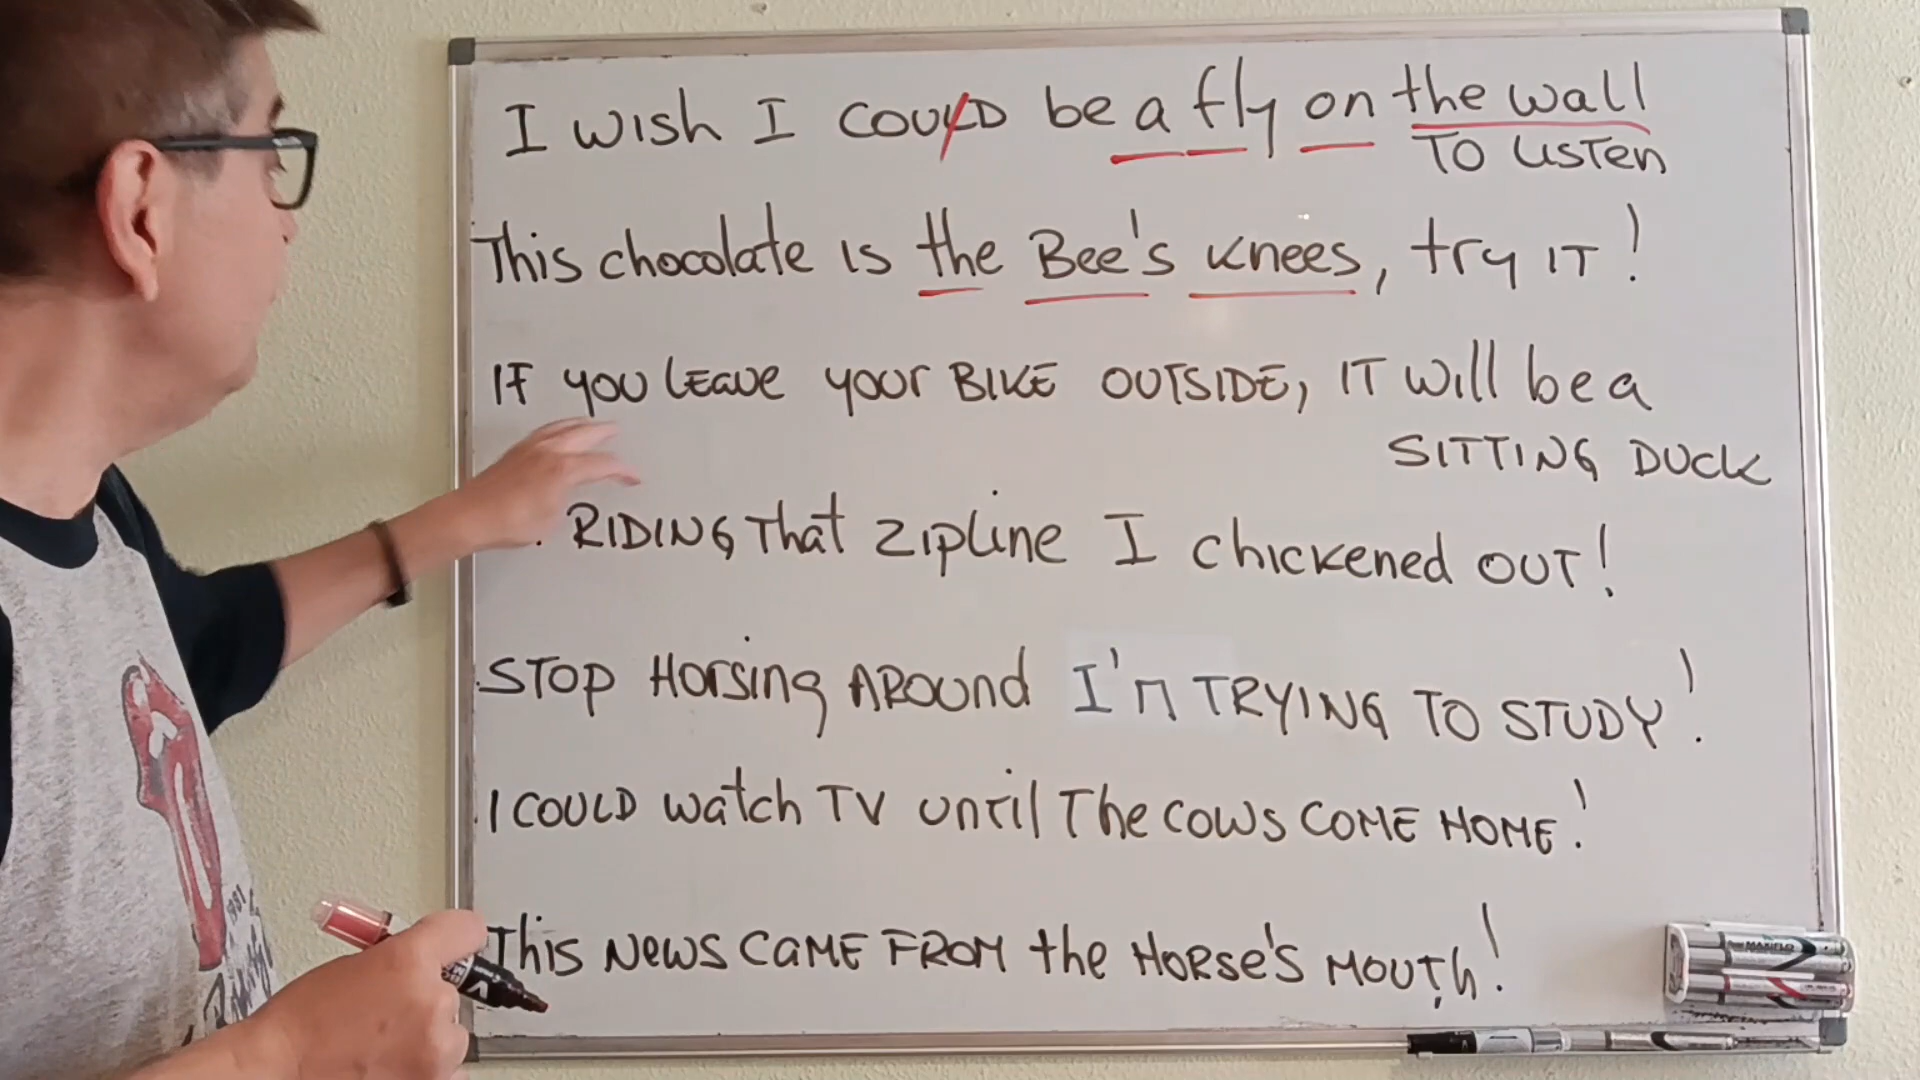 I wish I COULD be a fly on the wall
TO LISTEN
This chocolate is the Bee's knees, try IT!
IF you LEAVE your BIKE OUTSIDE, IT will be a
SITTING DUCK
RIDING That zipline I chickened OUT!
STOP Horsing AROUND I'M TRYING TO STUDY!
I COULD watch TV until The COWS COME HOME!
This NEWS CAME FROM the HORSE'S MOUTH!
1981